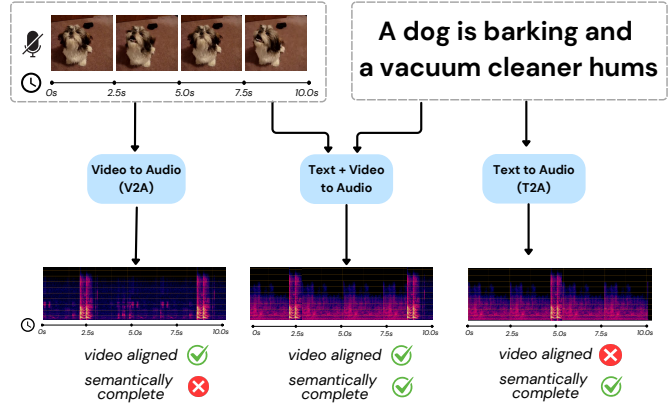 A dog is barking and
a vacuum cleaner hums
0s 2.5s 5.0s 7.5s 10.0s
Video to Audio
(V2A)
Text + Video
to Audio
Text to Audio
(T2A)
0s 2.5s 5.0s 7.5s 10.0s
0s 2.5s 5.0s 7.5s 10.0s
0s 2.5s 5.0s 7.5s 10.0s
video aligned
semantically
complete
video aligned
semantically
complete
video aligned
semantically
complete